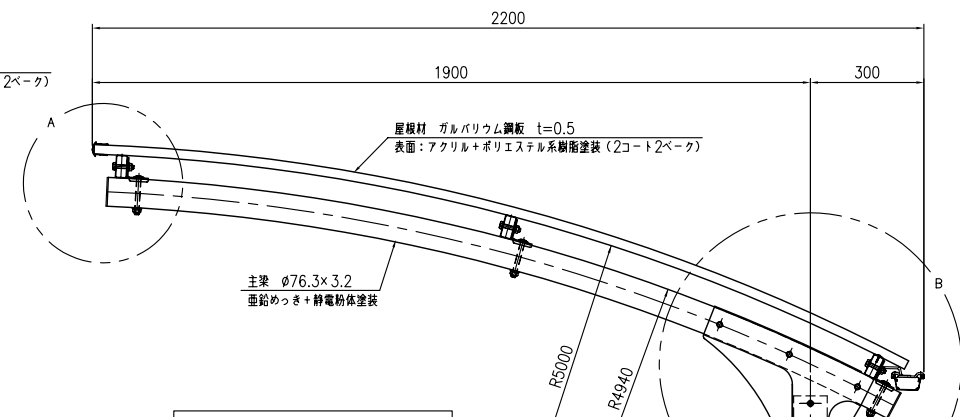 2200
1900
300
2ベーク)
A
屋根材 ガルバリウム鋼板 t=0.5
表面：アクリル+ポリエステル系樹脂塗装（2コート2ベーク）
主梁 φ76.3×3.2
亜鉛めっき+静電粉体塗装
B
R5000
R4940